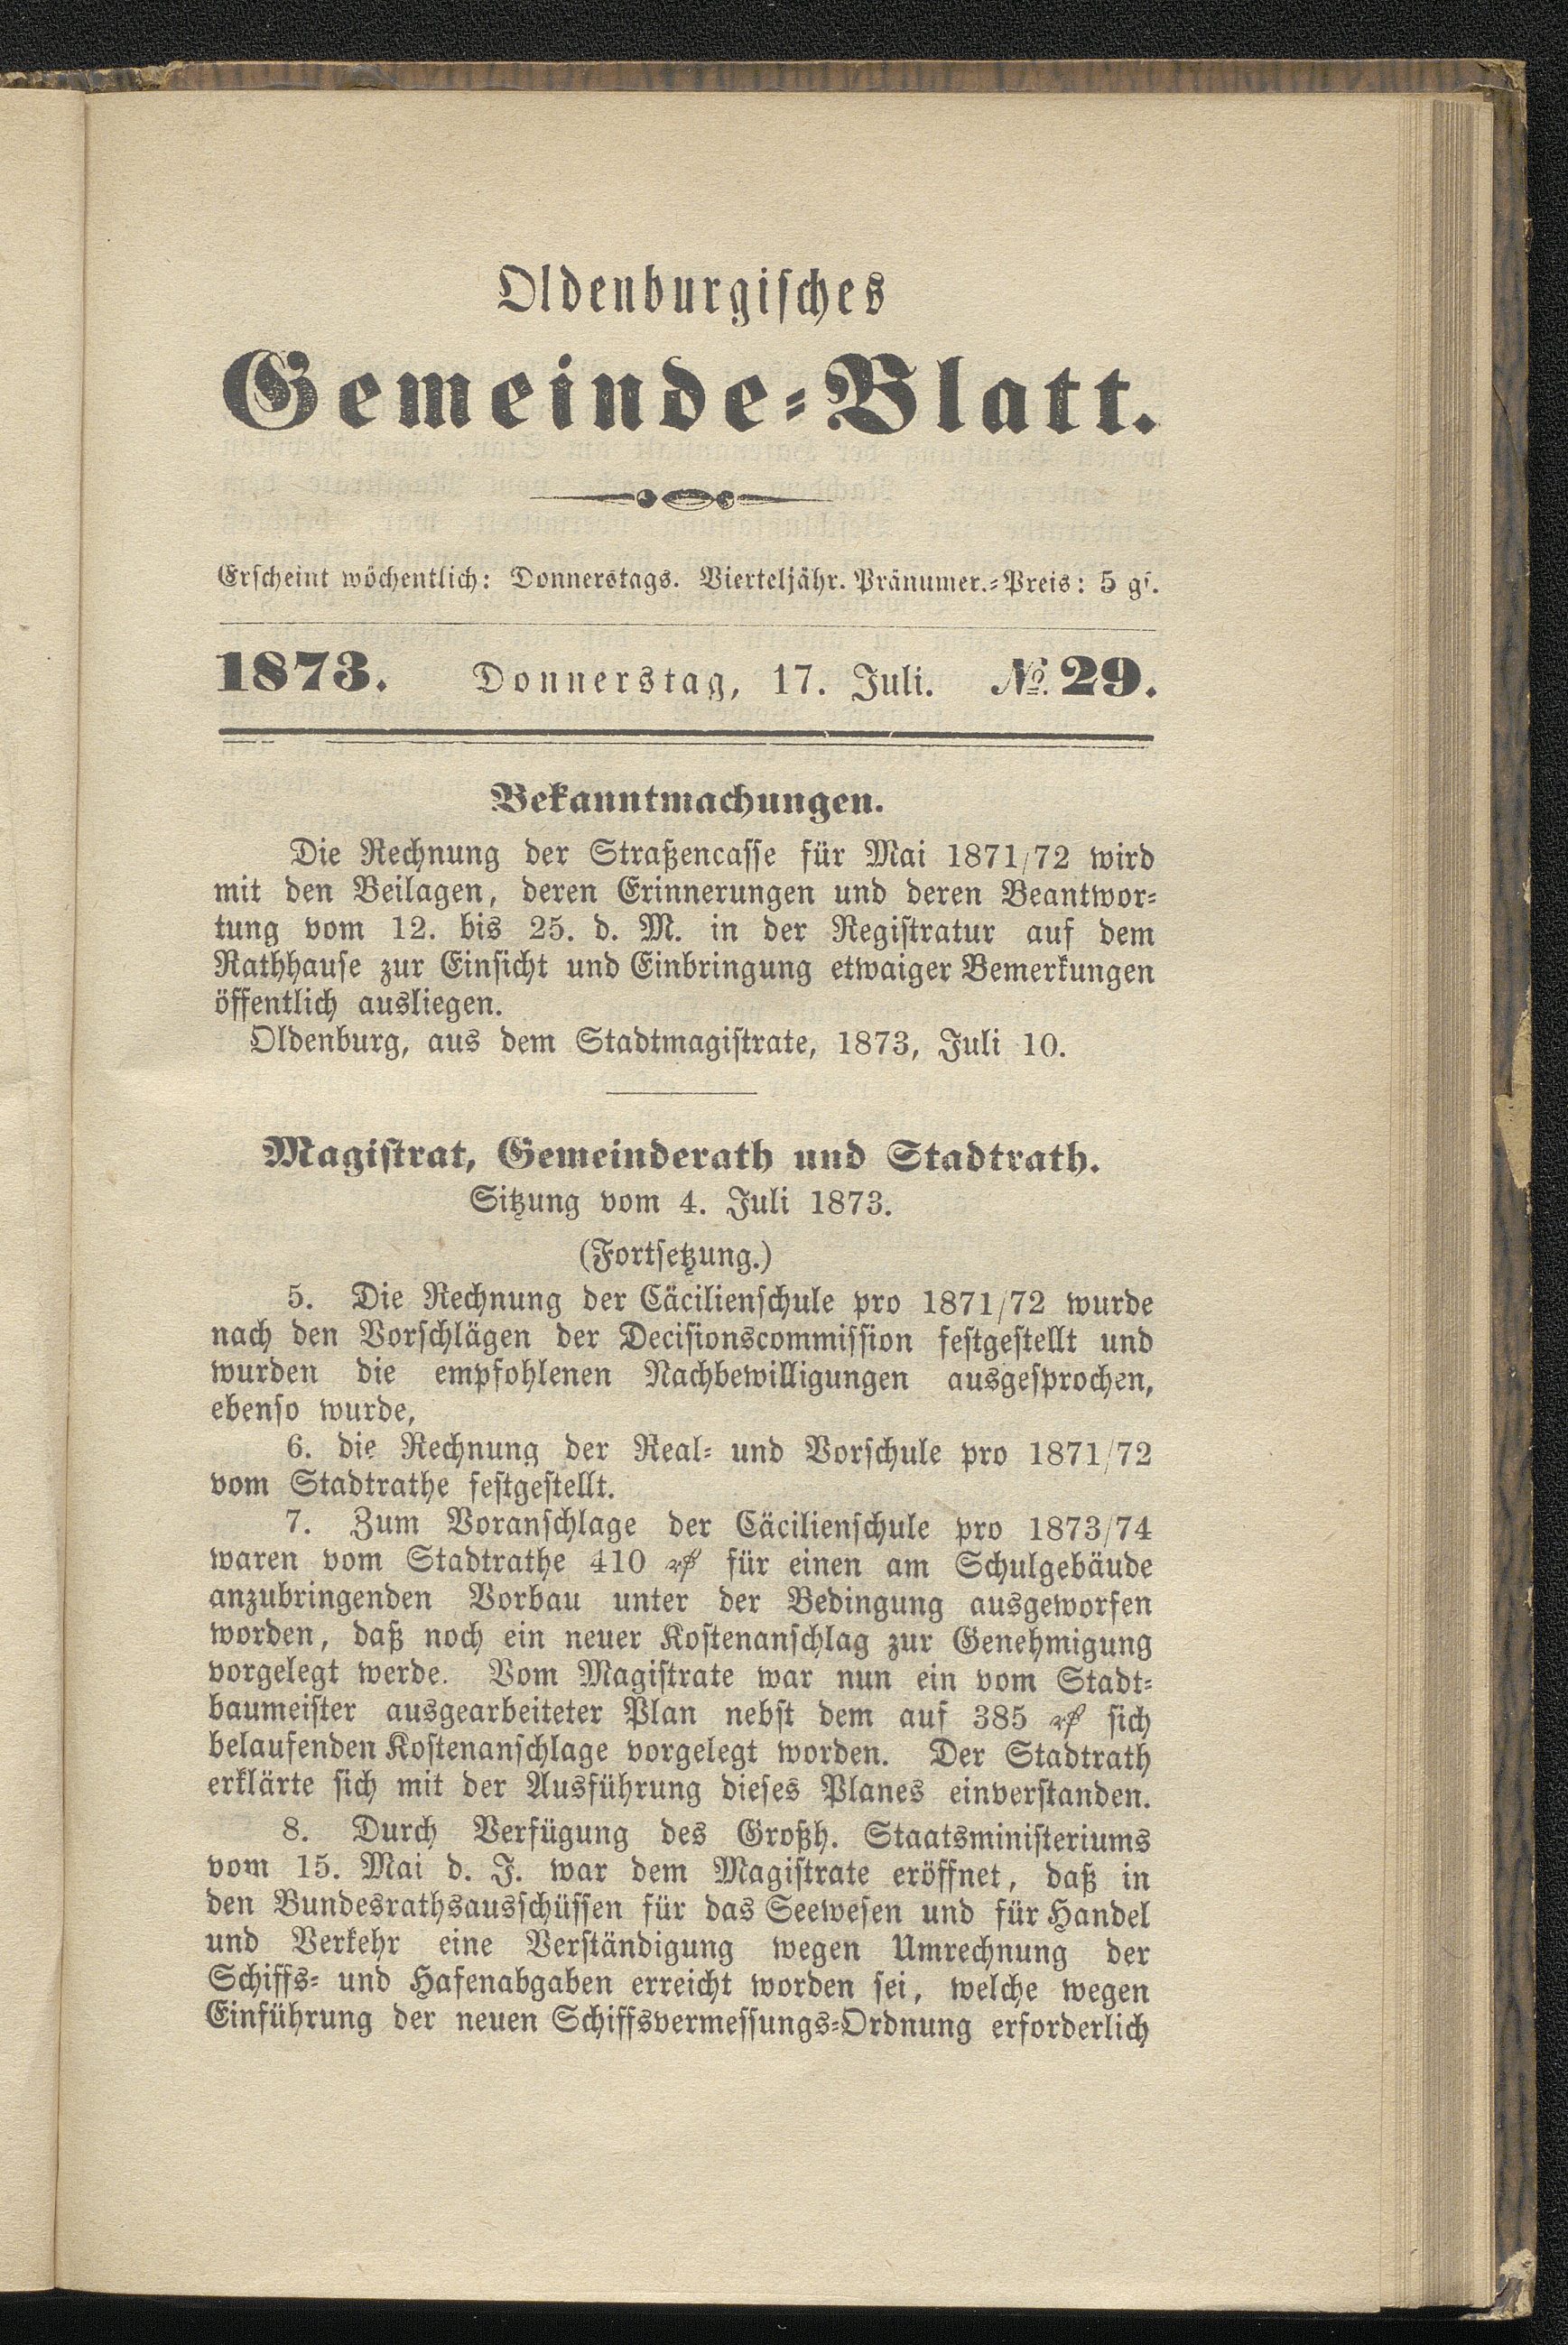 Oldenburgisches
Gemeinde-Blatt.
Erscheint wöchentlich: Donnerstags. Vierteljähr. Pränumer.-Preis: 5 gſ.
1873. Donnerstag, 17. Juli. № 29.
Bekanntmachungen.
Die Rechnung der Straßencasse für Mai 1871/72 wird
mit den Beilagen, deren Erinnerungen und deren Beantwor-
tung vom 12. bis 25. d. M. in der Registratur auf dem
Rathhause zur Einsicht und Einbringung etwaiger Bemerkungen
öffentlich ausliegen.
Oldenburg, aus dem Stadtmagistrate, 1873, Juli 10.
Magistrat, Gemeinderath und Stadtrath.
Sitzung vom 4. Juli 1873.
(Fortsetzung.)
5. Die Rechnung der Cäcilienschule pro 1871/72 wurde
nach den Vorschlägen der Decisionscommission festgestellt und
wurden die empfohlenen Nachbewilligungen ausgesprochen,
ebenso wurde,
6. die Rechnung der Real- und Vorschule pro 1871/72
vom Stadtrathe festgestellt.
7. Zum Voranschlage der Cäcilienschule pro 1873/74
waren vom Stadtrathe 410 ₰ für einen am Schulgebäude
anzubringenden Vorbau unter der Bedingung ausgeworfen
worden, daß noch ein neuer Kostenanschlag zur Genehmigung
vorgelegt werde. Vom Magistrate war nun ein vom Stadt-
baumeister ausgearbeiteter Plan nebst dem auf 385 ₰ sich
belaufenden Kostenanschlage vorgelegt worden. Der Stadtrath
erklärte sich mit der Ausführung dieses Planes einverstanden.
8. Durch Verfügung des Großh. Staatsministeriums
vom 15. Mai d. J. war dem Magistrate eröffnet, daß in
den Bundesrathsausschüssen für das Seewesen und für Handel
und Verkehr eine Verständigung wegen Umrechnung der
Schiffs- und Hafenabgaben erreicht worden sei, welche wegen
Einführung der neuen Schiffsvermessungs-Ordnung erforderlich